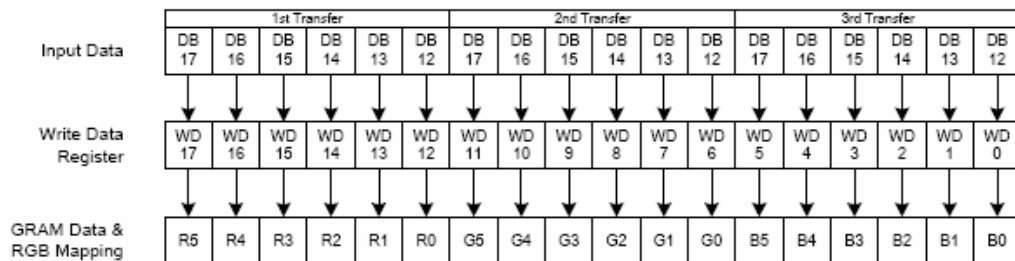 1st Transfer 2nd Transfer 3rd Transfer
Input Data DB 17 DB 16 DB 15 DB 14 DB 13 DB 12 DB 17 DB 16 DB 15 DB 14 DB 13 DB 12 DB 17 DB 16 DB 15 DB 14 DB 13 DB 12
Write Data Register WD 17 WD 16 WD 15 WD 14 WD 13 WD 12 WD 11 WD 10 WD 9 WD 8 WD 7 WD 6 WD 5 WD 4 WD 3 WD 2 WD 1 WD 0
GRAM Data & RGB Mapping R5 R4 R3 R2 R1 R0 G5 G4 G3 G2 G1 G0 B5 B4 B3 B2 B1 B0